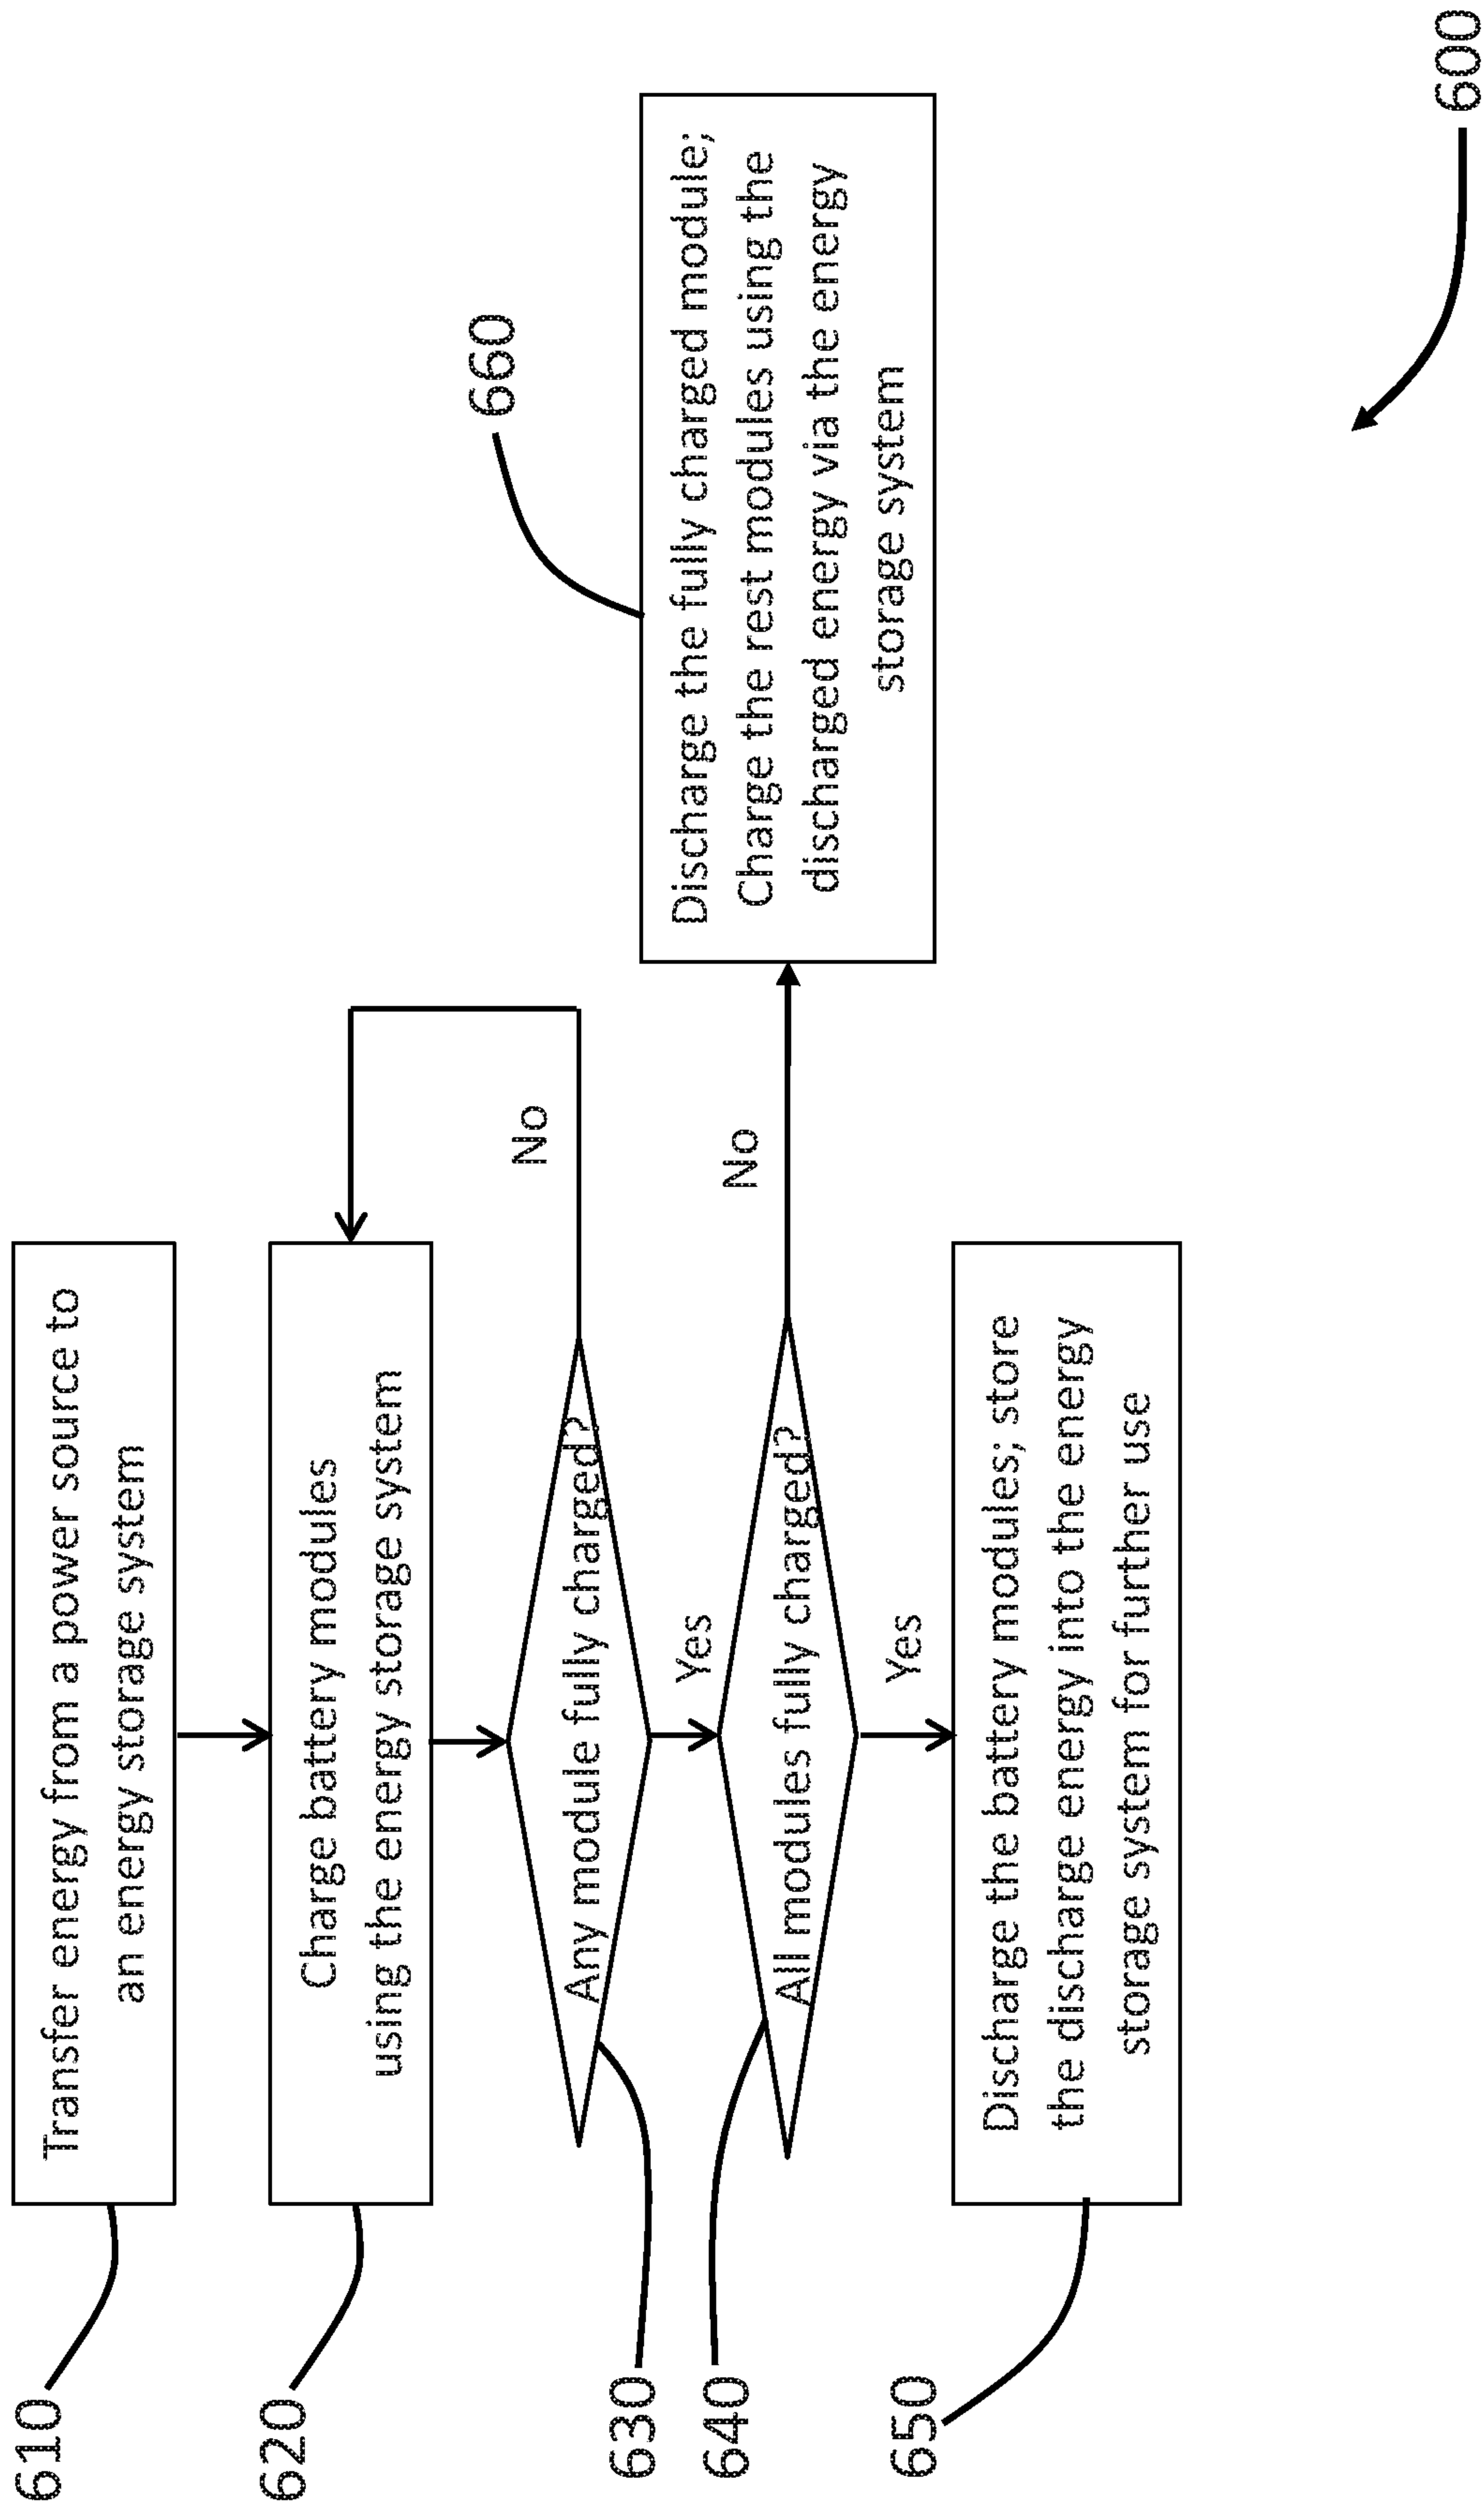 610
Transfer energy from a power source to
an energy storage system
620
Charge battery modules
using the energy storage system
630
Any module fully charged?
No
Yes
640
All modules fully charged?
No
Yes
660
Discharge the fully charged module;
Charge the rest modules using the
discharged energy via the energy
storage system
650
Discharge the battery modules; store
the discharge energy into the energy
storage system for further use
600